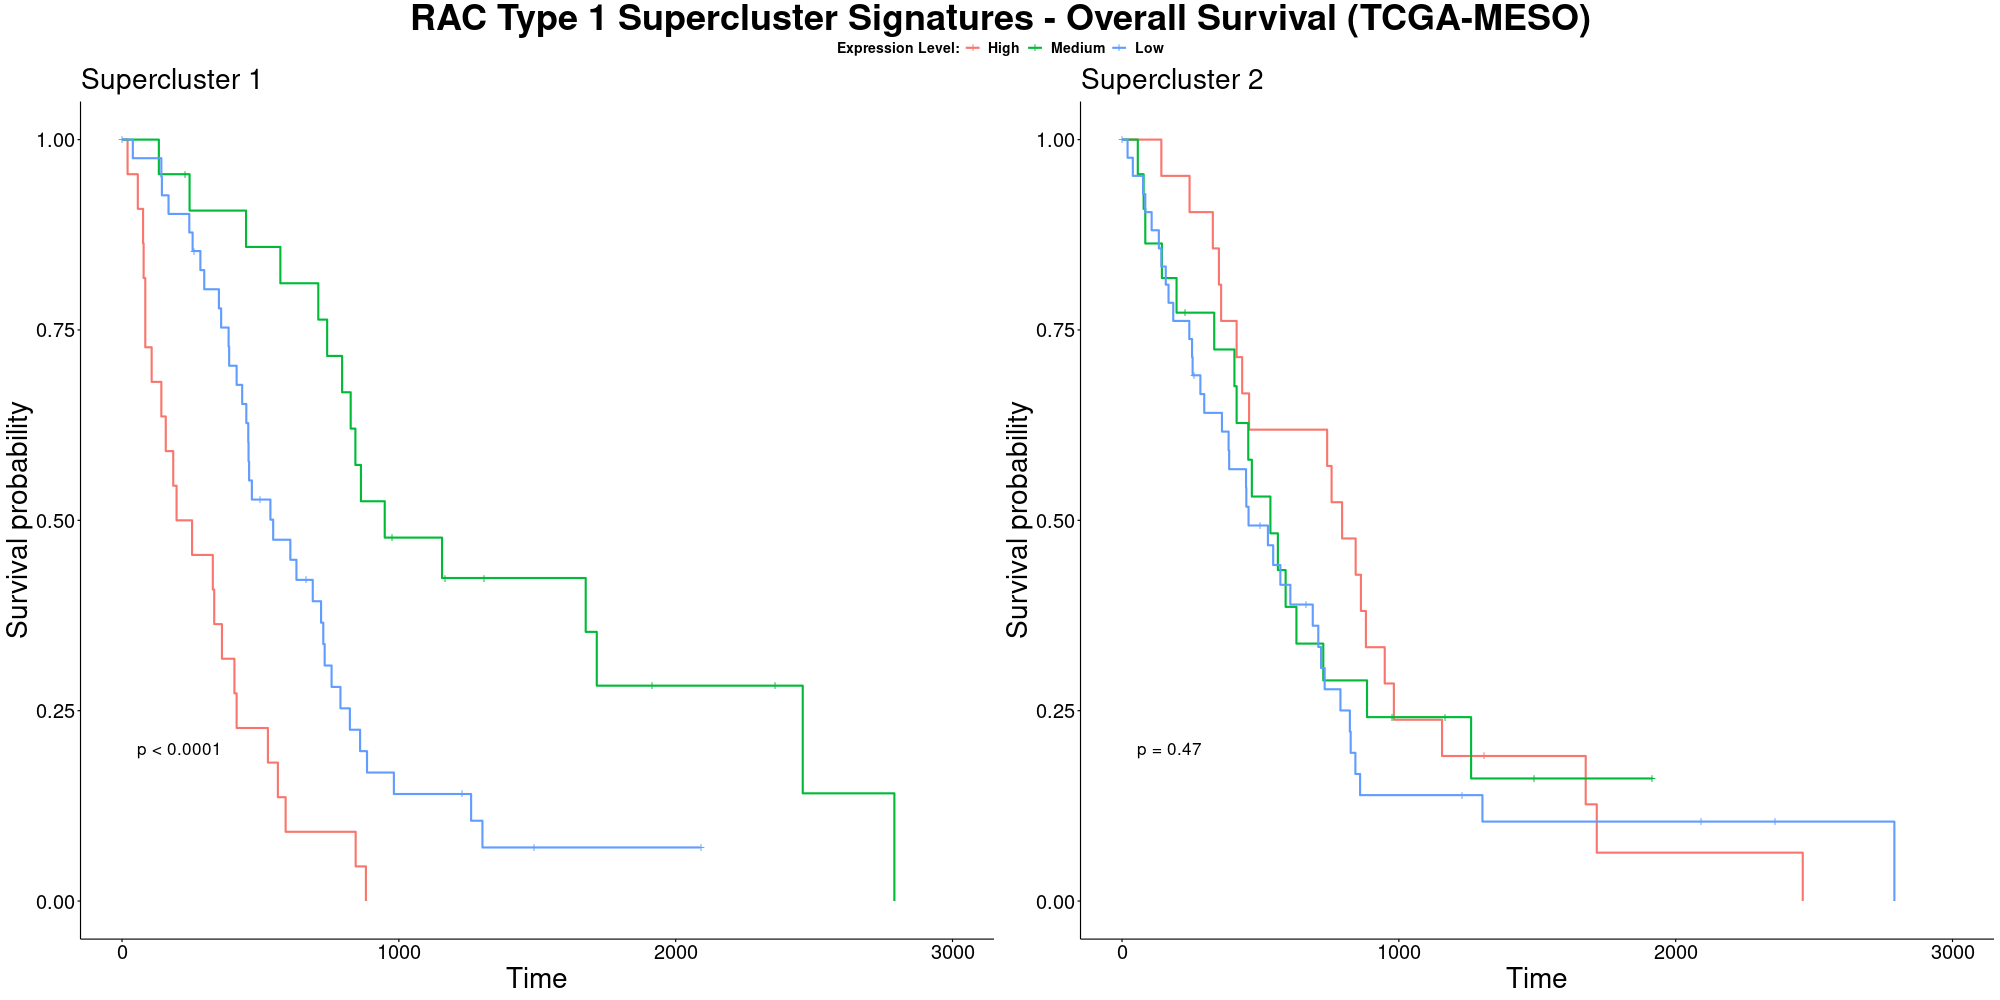 RAC Type 1 Supercluster Signatures - Overall Survival (TCGA-MESO)
Expression Level: High Medium Low
Supercluster 1
Survival probability
1.00
0.75
0.50
0.25
0.00
p < 0.0001
0 1000 2000 3000
Time
Supercluster 2
Survival probability
1.00
0.75
0.50
0.25
0.00
p = 0.47
0 1000 2000 3000
Time